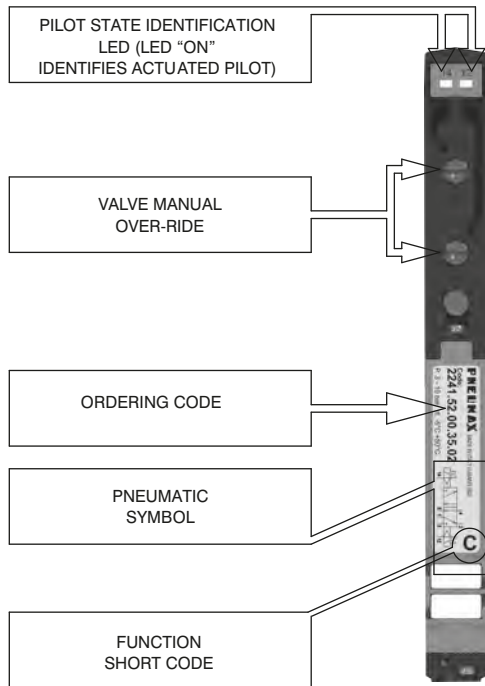 PILOT STATE IDENTIFICATION
LED (LED “ON”
IDENTIFIES ACTUATED PILOT)
VALVE MANUAL
OVER-RIDE
ORDERING CODE
PNEUMATIC
SYMBOL
FUNCTION
SHORT CODE
PNEUMAX
Code
2241.52.00.35.02
C